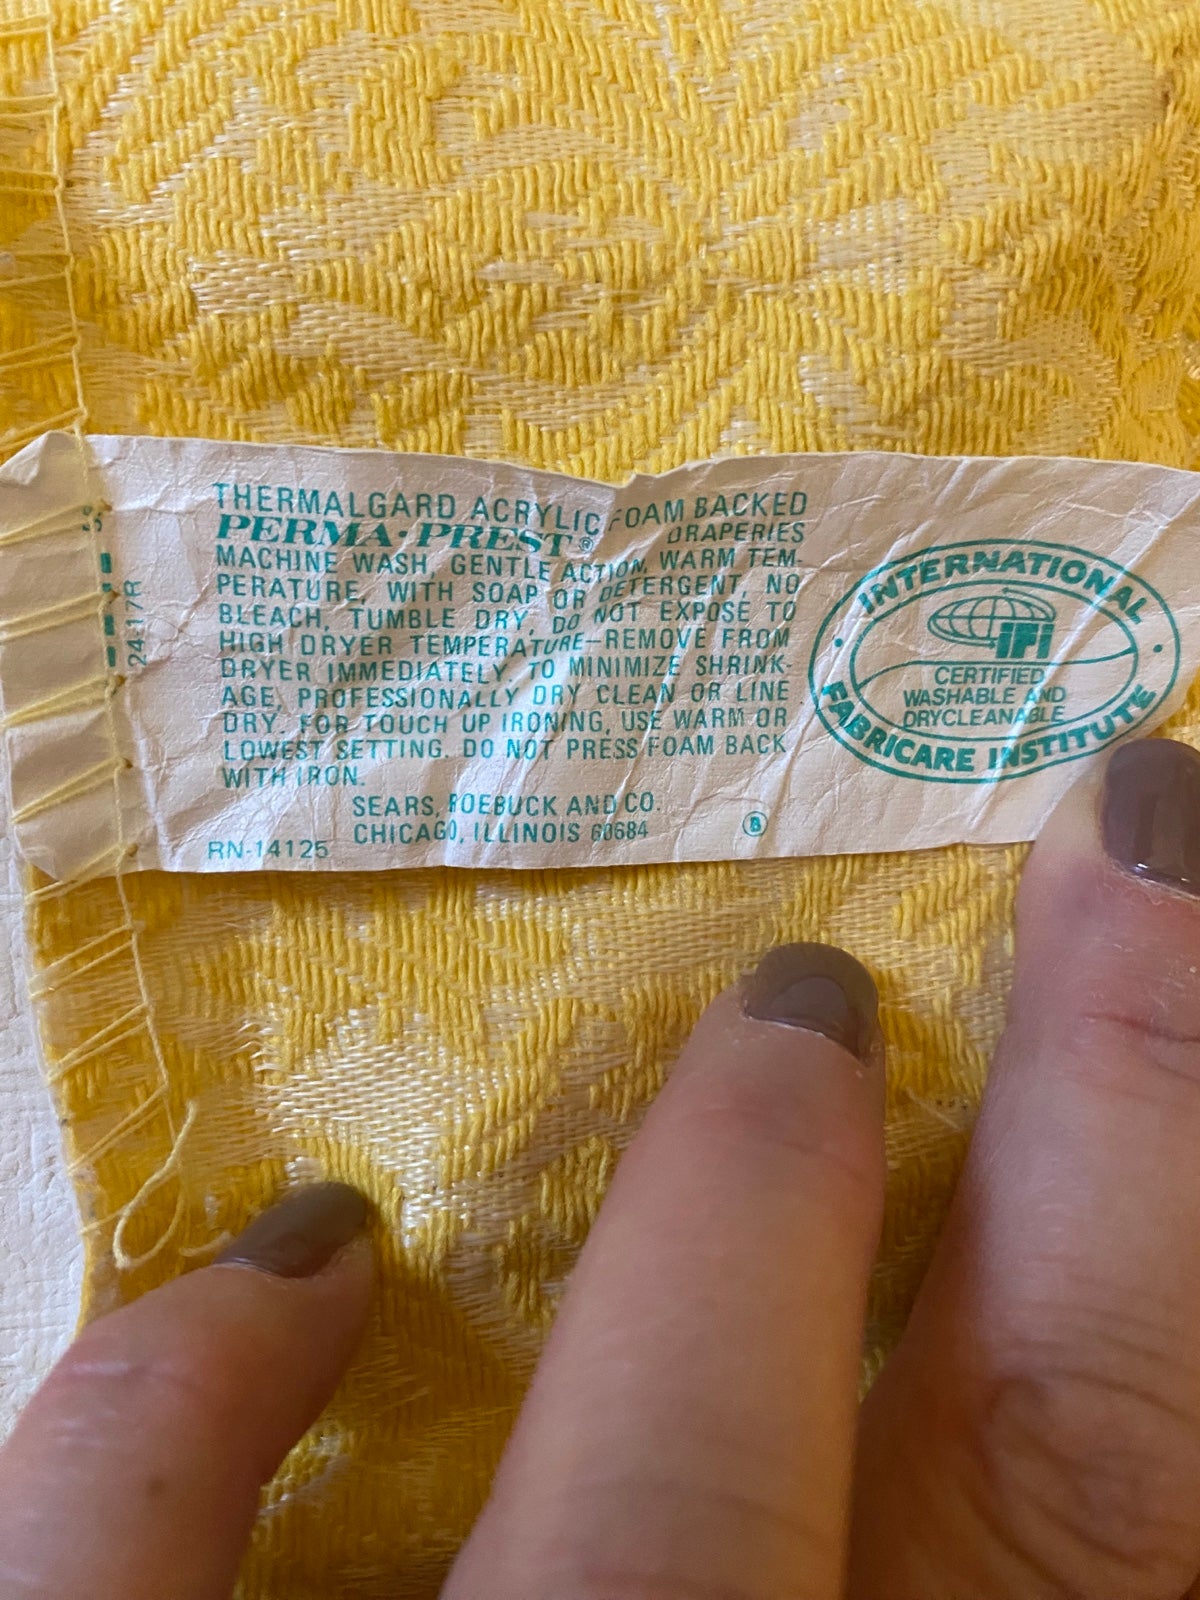 THERMALGARD ACRYLIC FOAM BACKED
PERMA·PREST® DRAPERIES
MACHINE WASH, GENTLE ACTION, WARM TEM-
PERATURE, WITH SOAP OR DETERGENT, NO
BLEACH, TUMBLE DRY, DO NOT EXPOSE TO
HIGH DRYER TEMPERATURE—REMOVE FROM
DRYER IMMEDIATELY. TO MINIMIZE SHRINK-
AGE, PROFESSIONALLY DRY CLEAN OR LINE
DRY. FOR TOUCH UP IRONING, USE WARM OR
LOWEST SETTING. DO NOT PRESS FOAM BACK
WITH IRON.
SEARS, ROEBUCK AND CO.
CHICAGO, ILLINOIS 60684
RN-14125
B
24-17R
INTERNATIONAL
IFI
CERTIFIED
WASHABLE AND
DRYCLEANABLE
FABRICARE INSTITUTE